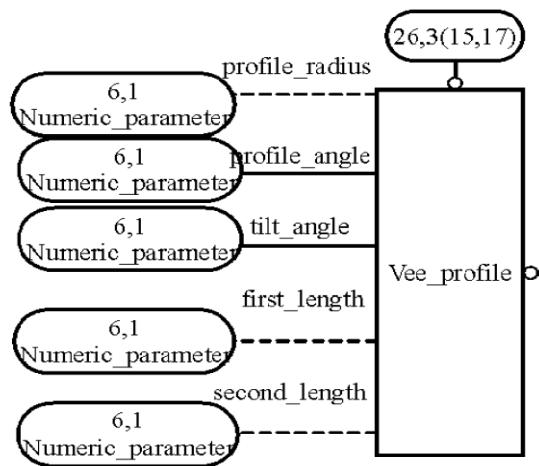 26,3(15,17)
profile_radius
6,1
Numeric_parameter
profile_angle
6,1
Numeric_parameter
tilt_angle
6,1
Numeric_parameter
Vee_profile
first_length
6,1
Numeric_parameter
second_length
6,1
Numeric_parameter